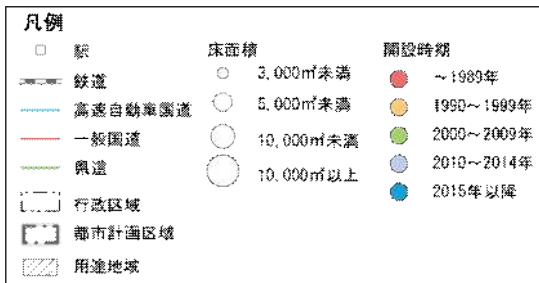 凡例
駅
鉄道
高速自動車国道
一般国道
県道
行政区域
都市計画区域
用途地域
床面積
3,000㎡未満
5,000㎡未満
10,000㎡未満
10,000㎡以上
開設時期
～1989年
1990～1999年
2000～2009年
2010～2014年
2015年以降